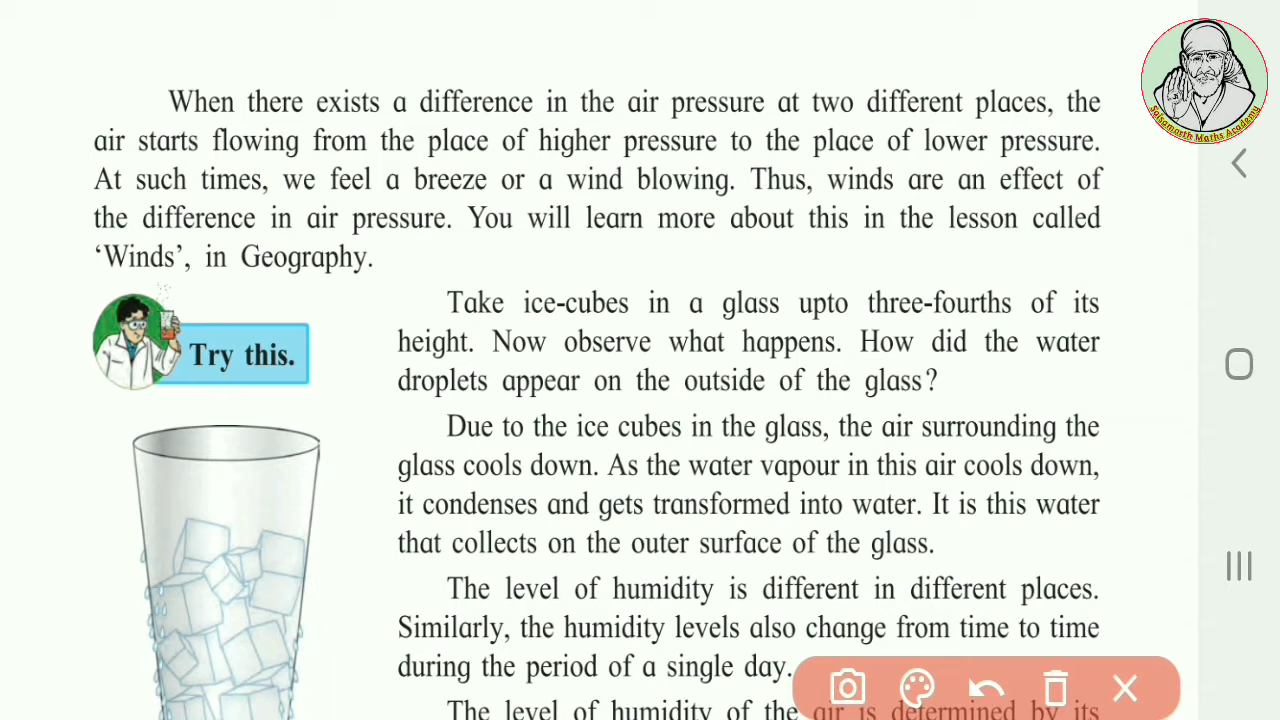 When there exists a difference in the air pressure at two different places, the
air starts flowing from the place of higher pressure to the place of lower pressure.
At such times, we feel a breeze or a wind blowing. Thus, winds are an effect of
the difference in air pressure. You will learn more about this in the lesson called
‘Winds’, in Geography.
Try this.
Take ice-cubes in a glass upto three-fourths of its
height. Now observe what happens. How did the water
droplets appear on the outside of the glass?
Due to the ice cubes in the glass, the air surrounding the
glass cools down. As the water vapour in this air cools down,
it condenses and gets transformed into water. It is this water
that collects on the outer surface of the glass.
The level of humidity is different in different places.
Similarly, the humidity levels also change from time to time
during the period of a single day.
The level of humidity of the air is determined by its
Saisamarth Maths Academy